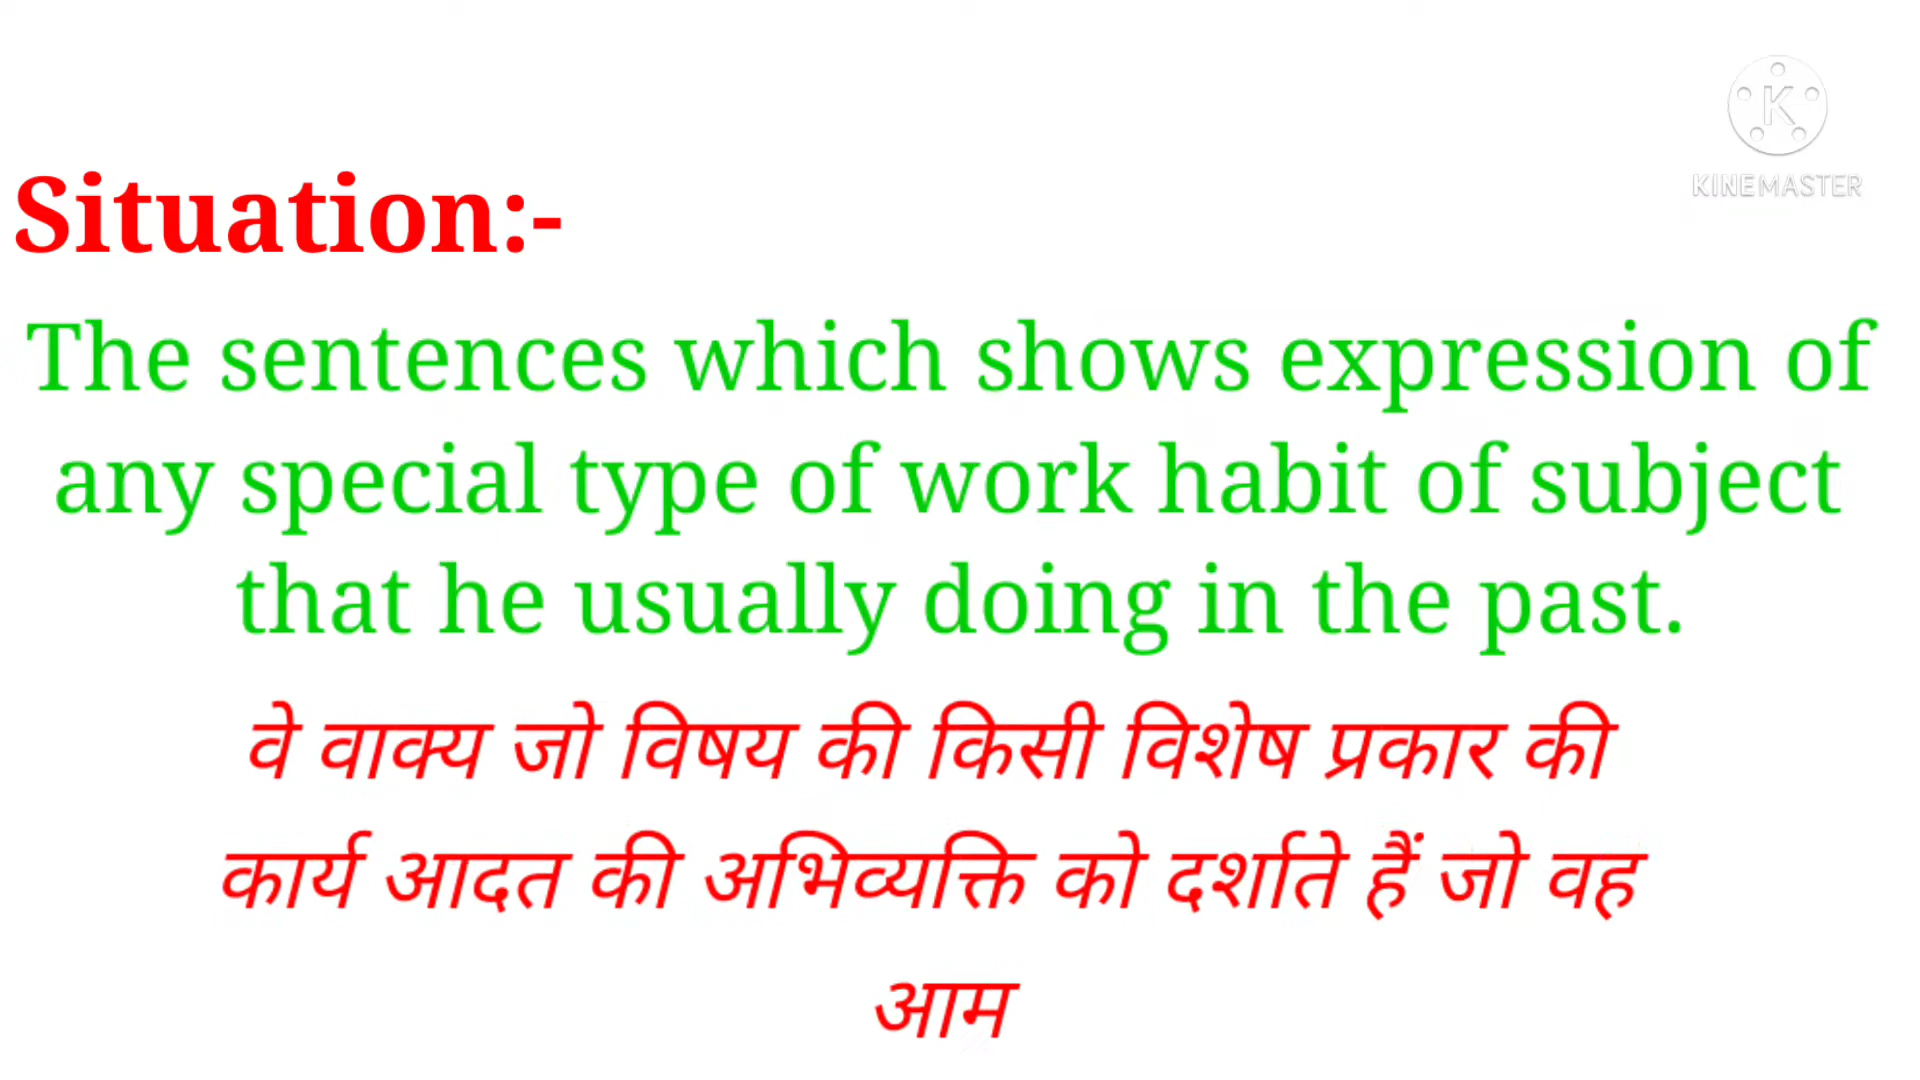 K
KINEMASTER
Situation:-
The sentences which shows expression of
any special type of work habit of subject
that he usually doing in the past.
वे वाक्य जो विषय की किसी विशेष प्रकार की
कार्य आदत की अभिव्यक्ति को दर्शाते हैं जो वह
आम